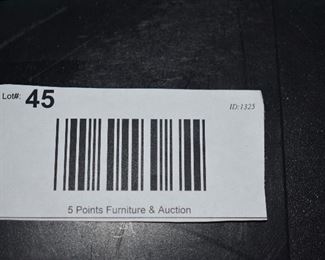 Lot#: 45
ID:1325
5 Points Furniture & Auction